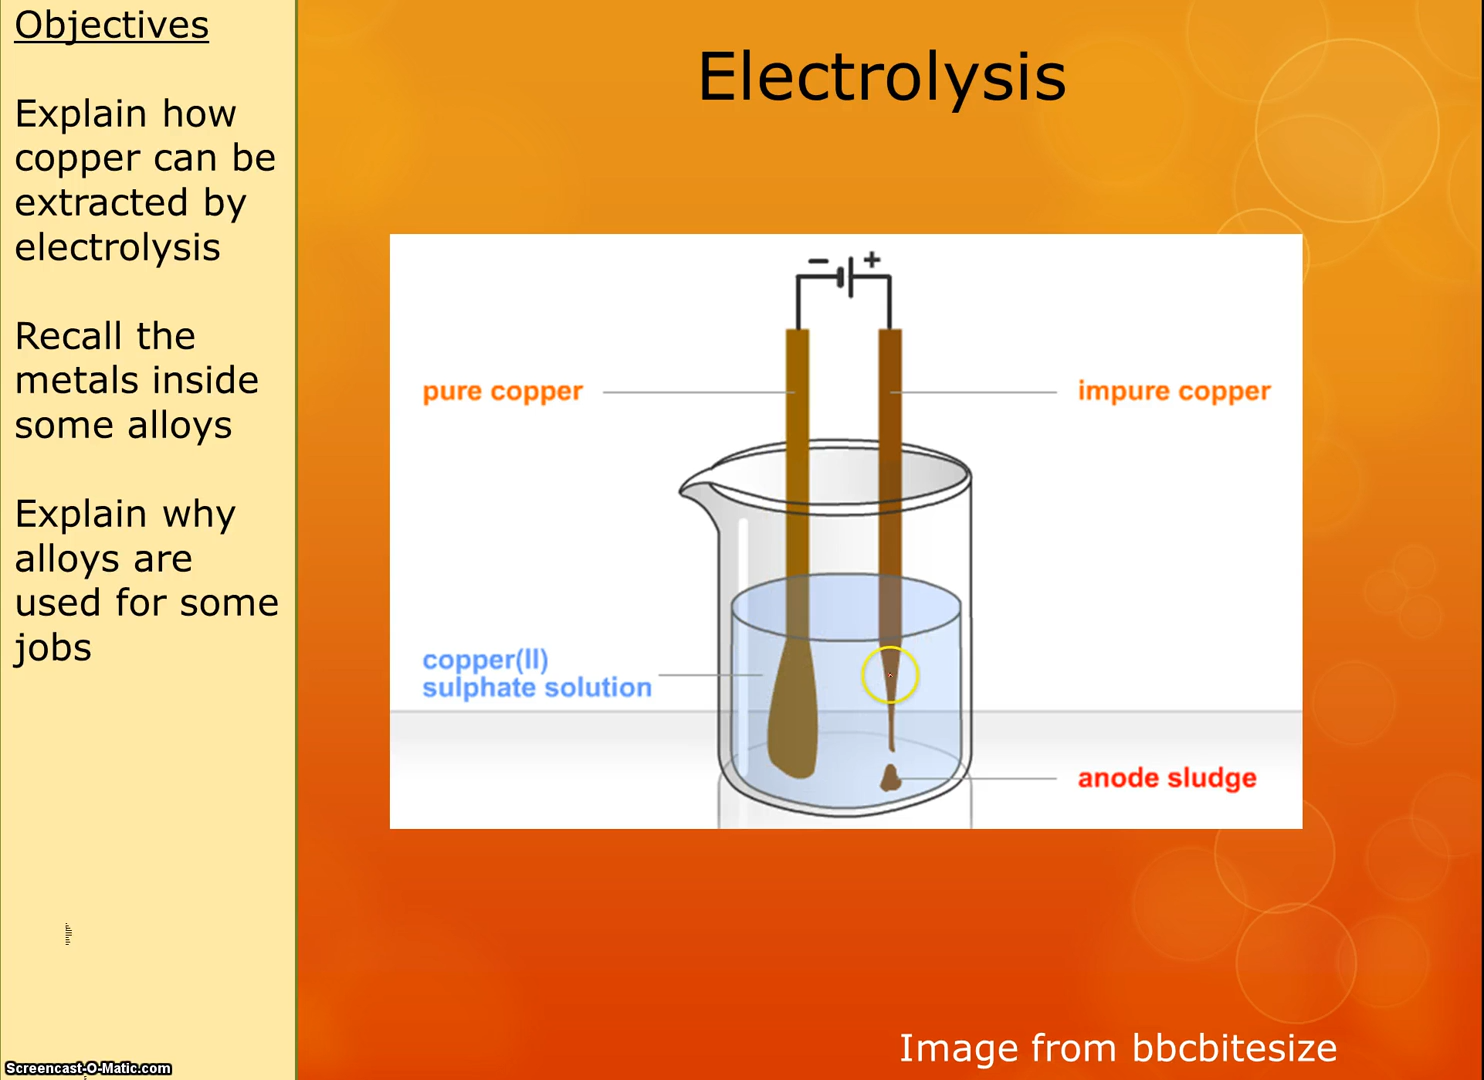 Objectives
Explain how
copper can be
extracted by
electrolysis
Recall the
metals inside
some alloys
Explain why
alloys are
used for some
jobs
Electrolysis
− +
pure copper
impure copper
copper(II)
sulphate solution
anode sludge
Image from bbcbitesize
Screencast-O-Matic.com